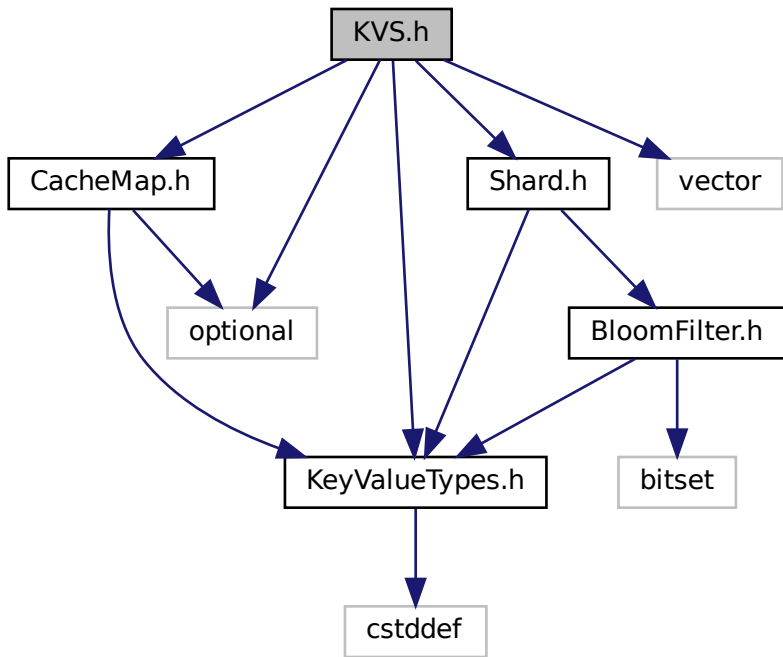 KVS.h
CacheMap.h
Shard.h
vector
optional
BloomFilter.h
KeyValueTypes.h
bitset
cstddef